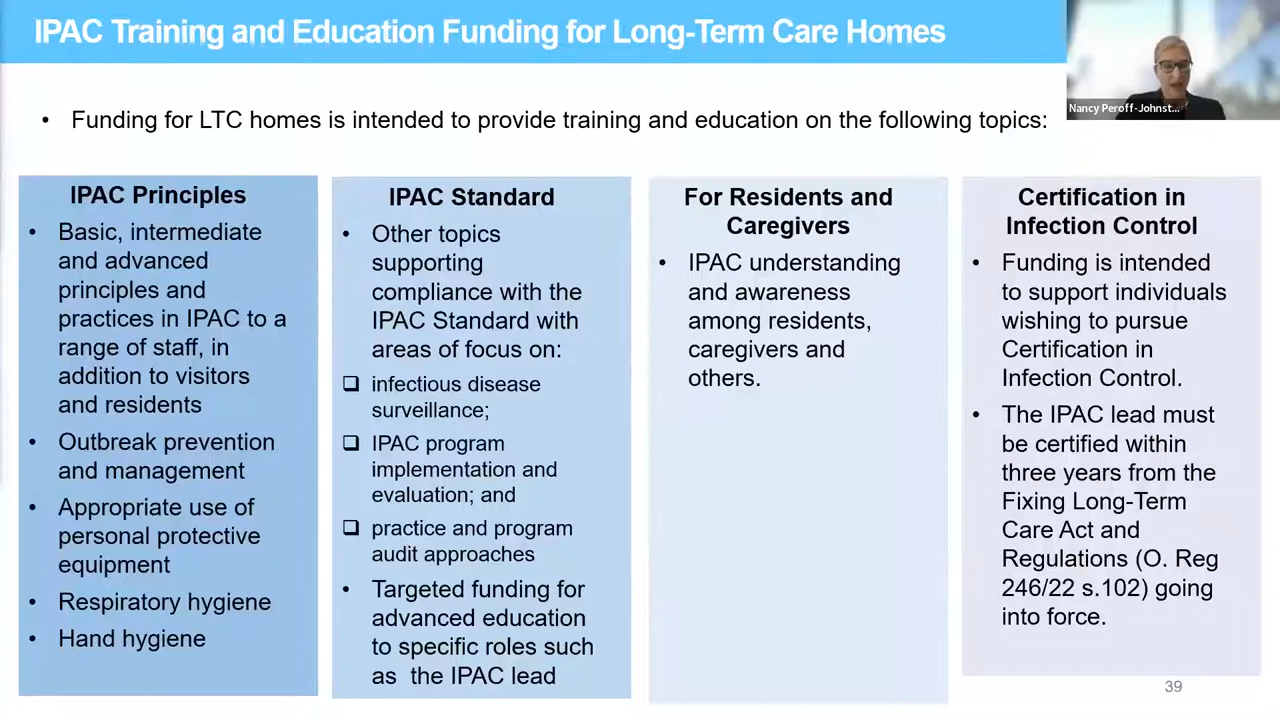 IPAC Training and Education Funding for Long-Term Care Homes
Nancy Peroff-Johnst...
• Funding for LTC homes is intended to provide training and education on the following topics:
IPAC Principles
• Basic, intermediate
and advanced
principles and
practices in IPAC to a
range of staff, in
addition to visitors
and residents
• Outbreak prevention
and management
• Appropriate use of
personal protective
equipment
• Respiratory hygiene
• Hand hygiene
IPAC Standard
• Other topics
supporting
compliance with the
IPAC Standard with
areas of focus on:
❑ infectious disease
surveillance;
❑ IPAC program
implementation and
evaluation; and
❑ practice and program
audit approaches
• Targeted funding for
advanced education
to specific roles such
as the IPAC lead
For Residents and
Caregivers
• IPAC understanding
and awareness
among residents,
caregivers and
others.
Certification in
Infection Control
• Funding is intended
to support individuals
wishing to pursue
Certification in
Infection Control.
• The IPAC lead must
be certified within
three years from the
Fixing Long-Term
Care Act and
Regulations (O. Reg
246/22 s.102) going
into force.
39